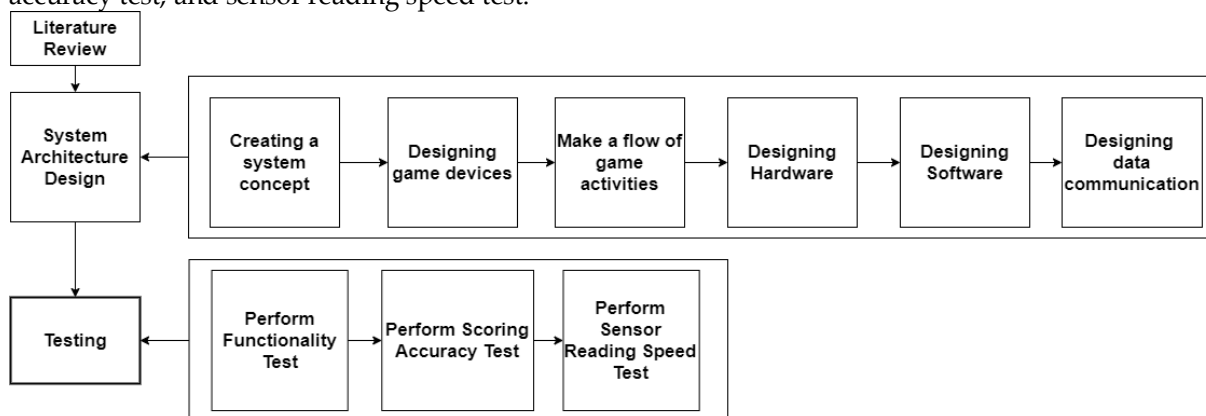 accuracy test, and sensor reading speed test.
Literature
Review
System
Architecture
Design
Creating a
system
concept
Designing
game devices
Make a flow of
game
activities
Designing
Hardware
Designing
Software
Designing
data
communication
Testing
Perform
Functionality
Test
Perform Scoring
Accuracy Test
Perform
Sensor
Reading Speed
Test